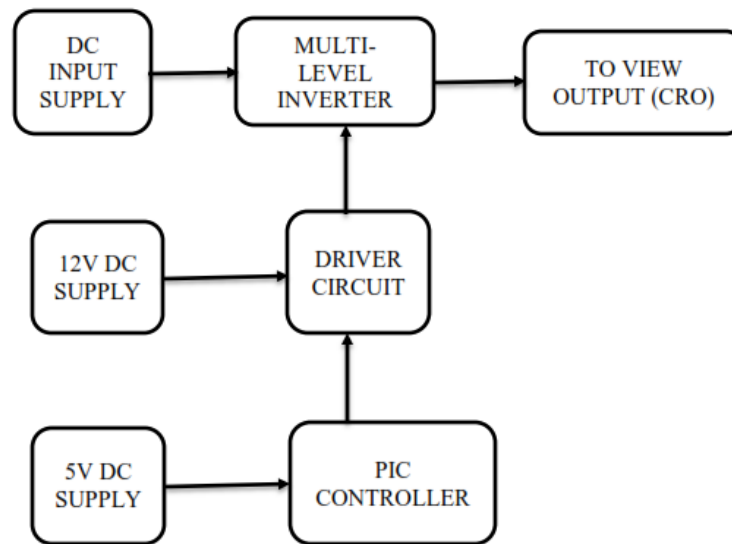 DC
INPUT
SUPPLY
MULTI-
LEVEL
INVERTER
TO VIEW
OUTPUT (CRO)
12V DC
SUPPLY
DRIVER
CIRCUIT
5V DC
SUPPLY
PIC
CONTROLLER